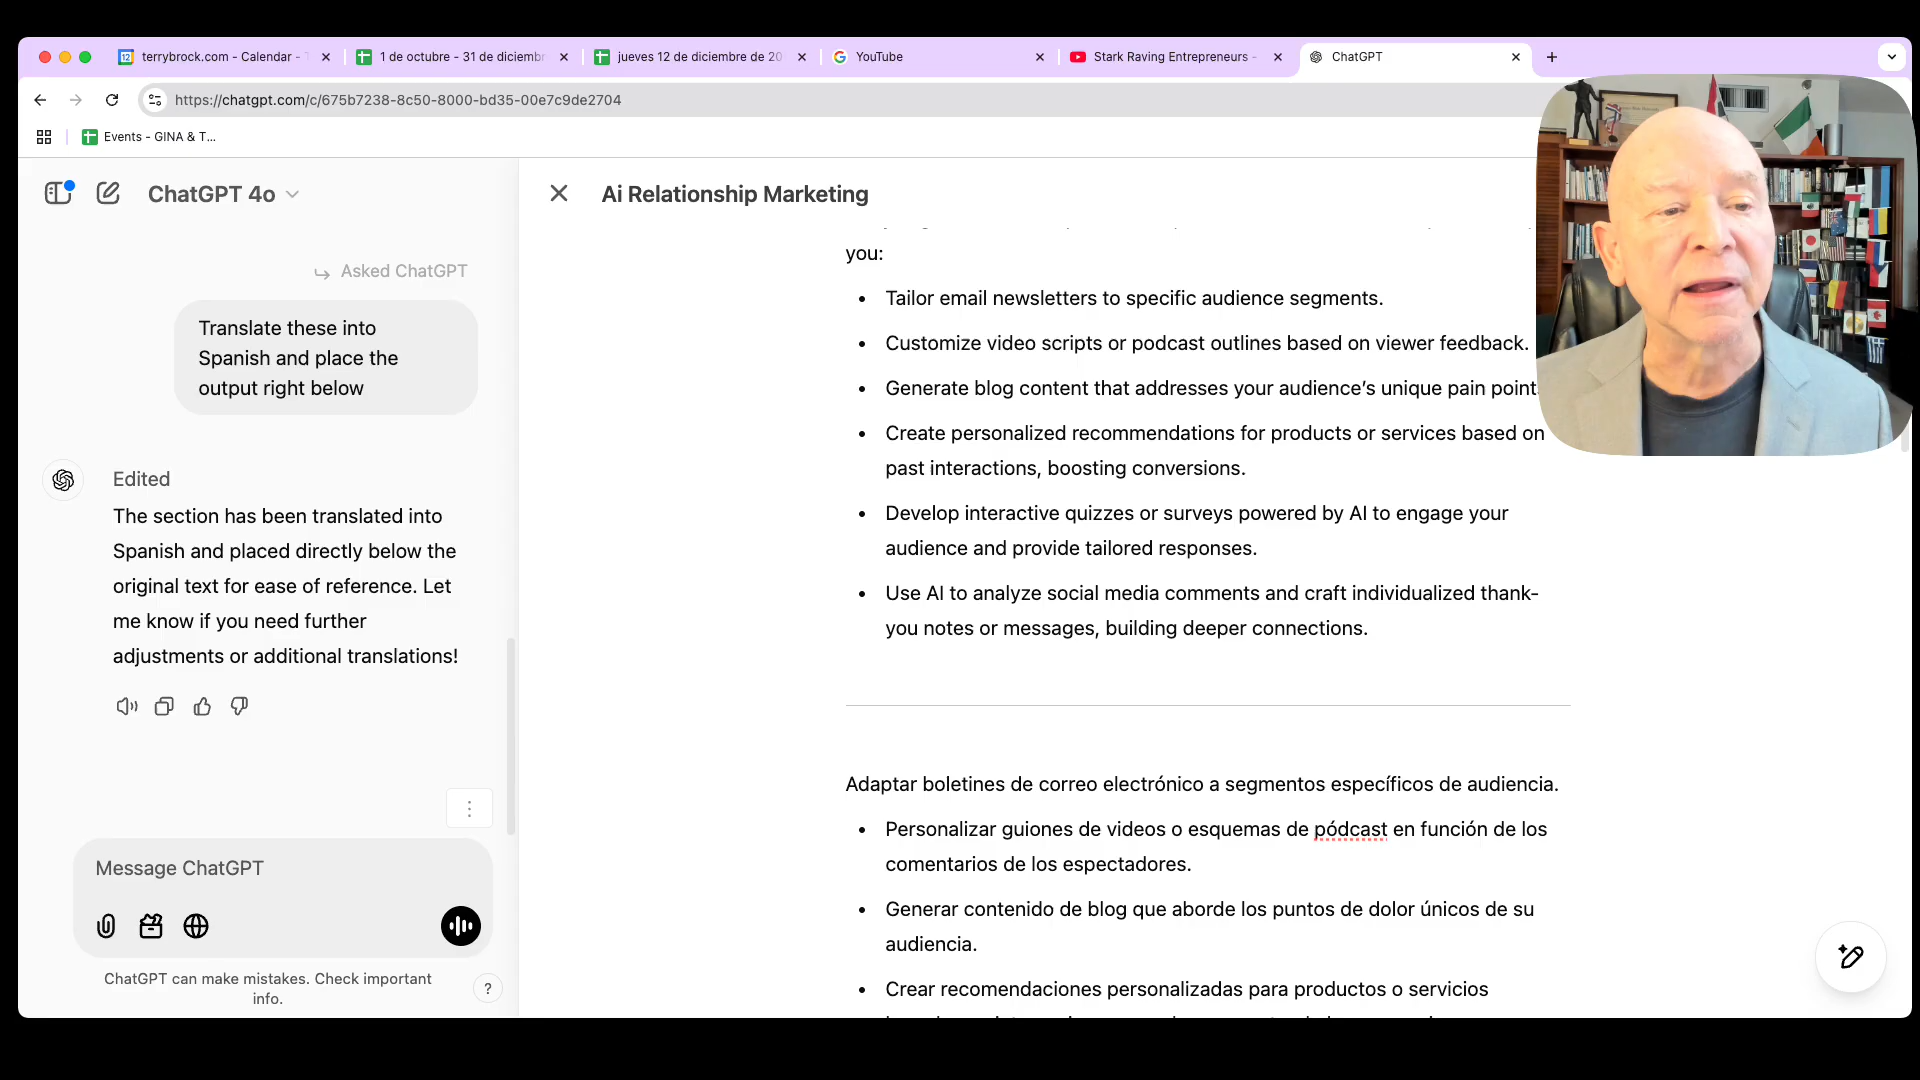 terrybrock.com - Calendar -
1 de octubre - 31 de diciembr
jueves 12 de diciembre de 20
YouTube
Stark Raving Entrepreneurs -
ChatGPT
https://chatgpt.com/c/675b7238-8c50-8000-bd35-00e7c9de2704
Events - GINA & T...
ChatGPT 4o
Asked ChatGPT
Translate these into
Spanish and place the
output right below
Edited
The section has been translated into
Spanish and placed directly below the
original text for ease of reference. Let
me know if you need further
adjustments or additional translations!
Message ChatGPT
ChatGPT can make mistakes. Check important
info.
?
Ai Relationship Marketing
you:
• Tailor email newsletters to specific audience segments.
• Customize video scripts or podcast outlines based on viewer feedback.
• Generate blog content that addresses your audience’s unique pain point
• Create personalized recommendations for products or services based on
past interactions, boosting conversions.
• Develop interactive quizzes or surveys powered by AI to engage your
audience and provide tailored responses.
• Use AI to analyze social media comments and craft individualized thank-
you notes or messages, building deeper connections.
Adaptar boletines de correo electrónico a segmentos específicos de audiencia.
• Personalizar guiones de videos o esquemas de pódcast en función de los
comentarios de los espectadores.
• Generar contenido de blog que aborde los puntos de dolor únicos de su
audiencia.
• Crear recomendaciones personalizadas para productos o servicios